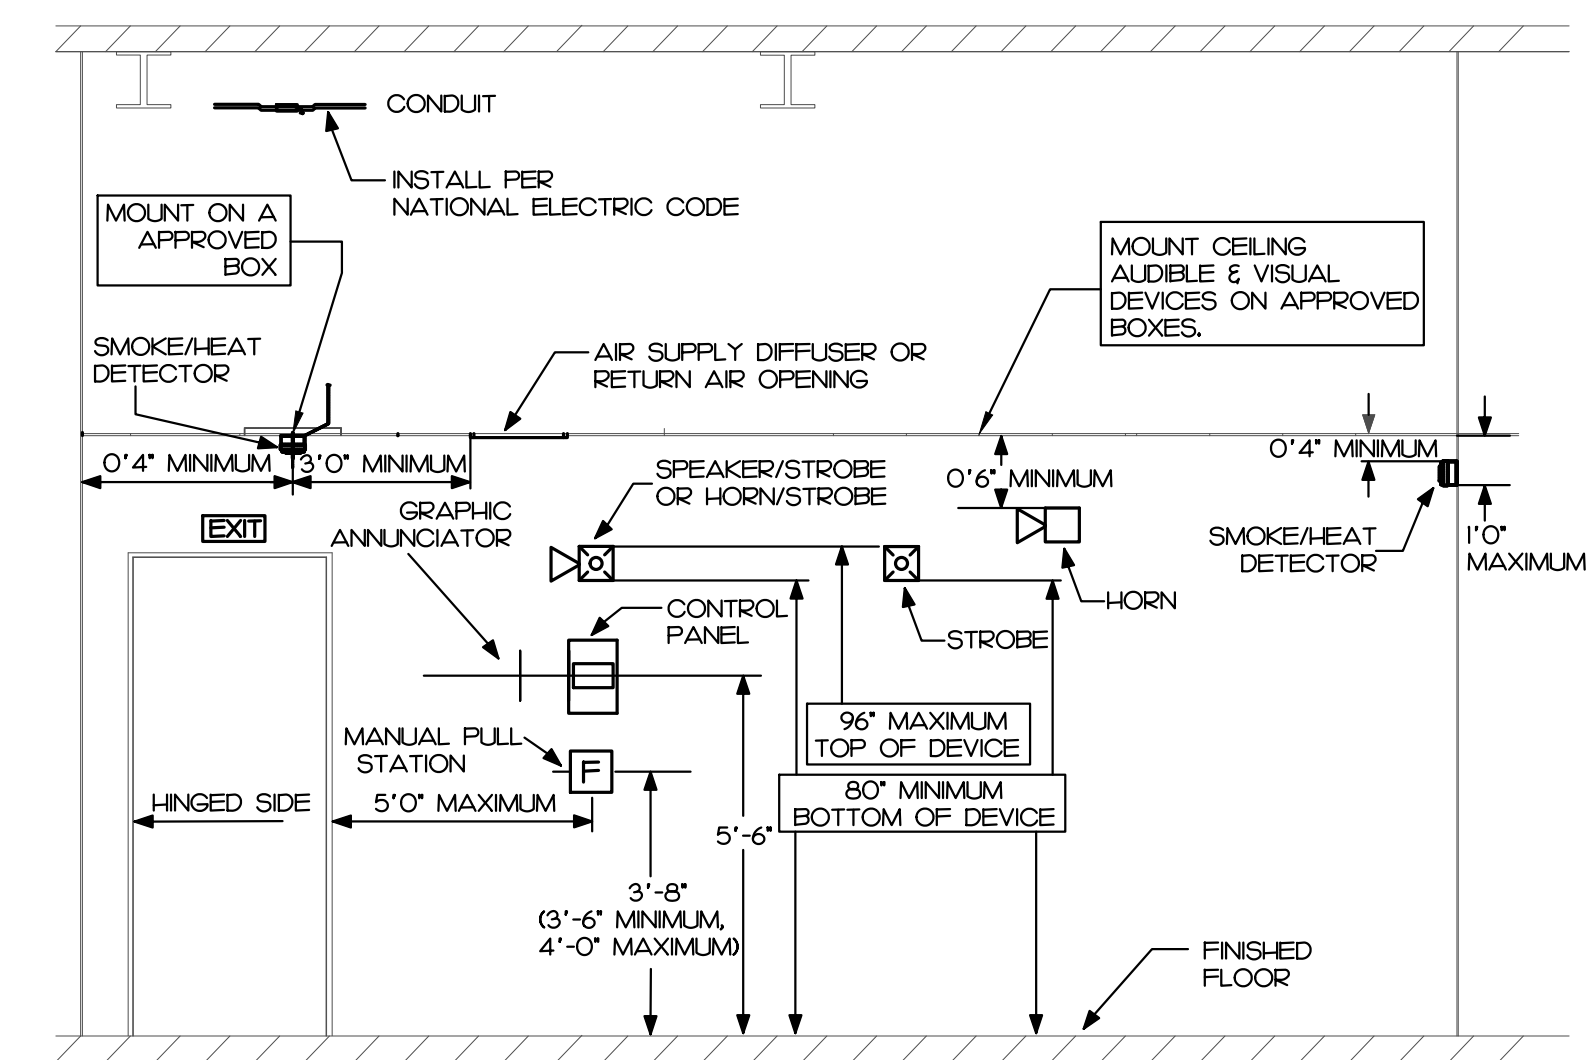 CONDUIT
INSTALL PER
NATIONAL ELECTRIC CODE
MOUNT ON A
APPROVED
BOX
MOUNT CEILING
AUDIBLE & VISUAL
DEVICES ON APPROVED
BOXES.
SMOKE/HEAT
DETECTOR
AIR SUPPLY DIFFUSER OR
RETURN AIR OPENING
0'4" MINIMUM
3'0" MINIMUM
SPEAKER/STROBE
OR HORN/STROBE
0'6" MINIMUM
0'4" MINIMUM
GRAPHIC
ANNUNCIATOR
EXIT
SMOKE/HEAT
DETECTOR
1'0"
MAXIMUM
HORN
CONTROL
PANEL
STROBE
96" MAXIMUM
TOP OF DEVICE
MANUAL PULL
STATION
F
80" MINIMUM
BOTTOM OF DEVICE
HINGED SIDE
5'0" MAXIMUM
5'-6"
3'-8"
(3'-6" MINIMUM,
4'-0" MAXIMUM)
FINISHED
FLOOR